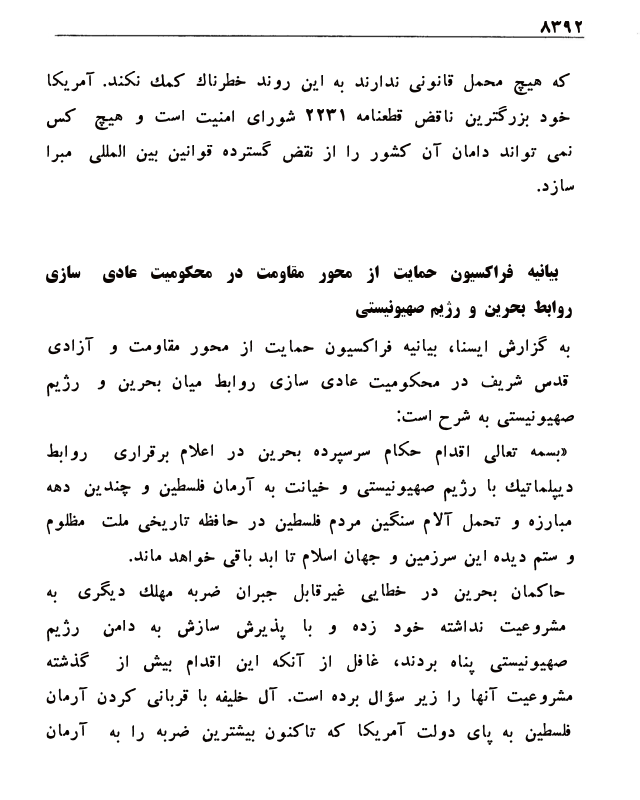 ۸۳۹۲
که هیچ محمل قانونی ندارند به این روند خطرناك كمك نكند. آمریکا
خود بزرگترین ناقض قطعنامه ۲۲۳۱ شورای امنیت است و هیچ کس
نمی تواند دامان آن کشور را از نقض گسترده قوانین بین المللی مبرا
سازد.
بیانیه فراکسیون حمایت از محور مقاومت در محکومیت عادی سازی
روابط بحرین و رژیم صهیونیستی
به گزارش ایسنا، بیانیه فراکسیون حمایت از محور مقاومت و آزادی
قدس شریف در محکومیت عادی سازی روابط میان بحرین و رژیم
صهیونیستی به شرح است:
«بسمه تعالی اقدام حکام سرسپرده بحرین در اعلام برقراری روابط
دیپلماتیك با رژیم صهیونیستی و خیانت به آرمان فلسطین و چندین دهه
مبارزه و تحمل آلام سنگین مردم فلسطین در حافظه تاریخی ملت مظلوم
و ستم دیده این سرزمین و جهان اسلام تا ابد باقی خواهد ماند.
حاکمان بحرین در خطایی غیرقابل جبران ضربه مهلك دیگری به
مشروعیت نداشته خود زده و با پذیرش سازش به دامن رژیم
صهیونیستی پناه بردند، غافل از آنکه این اقدام بیش از گذشته
مشروعیت آنها را زیر سؤال برده است. آل خلیفه با قربانی کردن آرمان
فلسطین به پای دولت آمریکا که تاکنون بیشترین ضربه را به آرمان